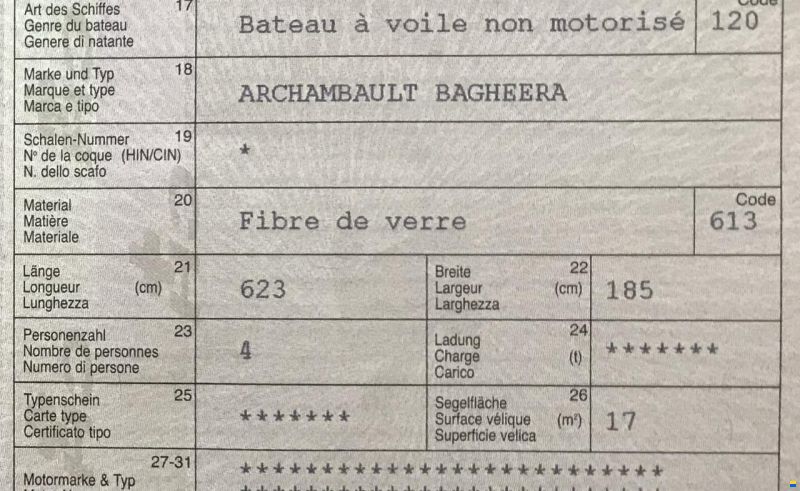 Art des Schiffes 17
Genre du bateau
Genere di natante
Bateau à voile non motorisé
Code
120
Marke und Typ 18
Marque et type
Marca e tipo
ARCHAMBAULT BAGHEERA
Schalen-Nummer 19
Nº de la coque (HIN/CIN)
N. dello scafo
*
Material 20
Matière
Materiale
Fibre de verre
Code
613
Länge 21
Longueur (cm)
Lunghezza
623
Breite 22
Largeur (cm)
Larghezza
185
Personenzahl 23
Nombre de personnes
Numero di persone
4
Ladung 24
Charge (t)
Carico
*******
Typenschein 25
Carte type
Certificato tipo
*******
Segelfläche 26
Surface vélique (m²)
Superficie velica
17
27-31
Motormarke & Typ
**************************